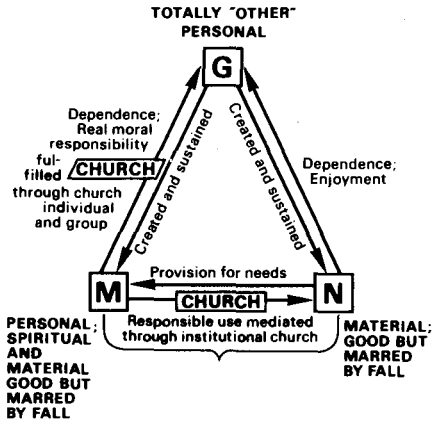 TOTALLY "OTHER"
PERSONAL
G
Dependence;
Real moral
responsibility
ful-
filled
CHURCH
through church
individual
and group
Created and sustained
Created and sustained
Dependence;
Enjoyment
Provision for needs
M
CHURCH
N
Responsible use mediated
through institutional church
PERSONAL;
SPIRITUAL
AND
MATERIAL
GOOD BUT
MARRED
BY FALL
MATERIAL;
GOOD BUT
MARRED
BY FALL